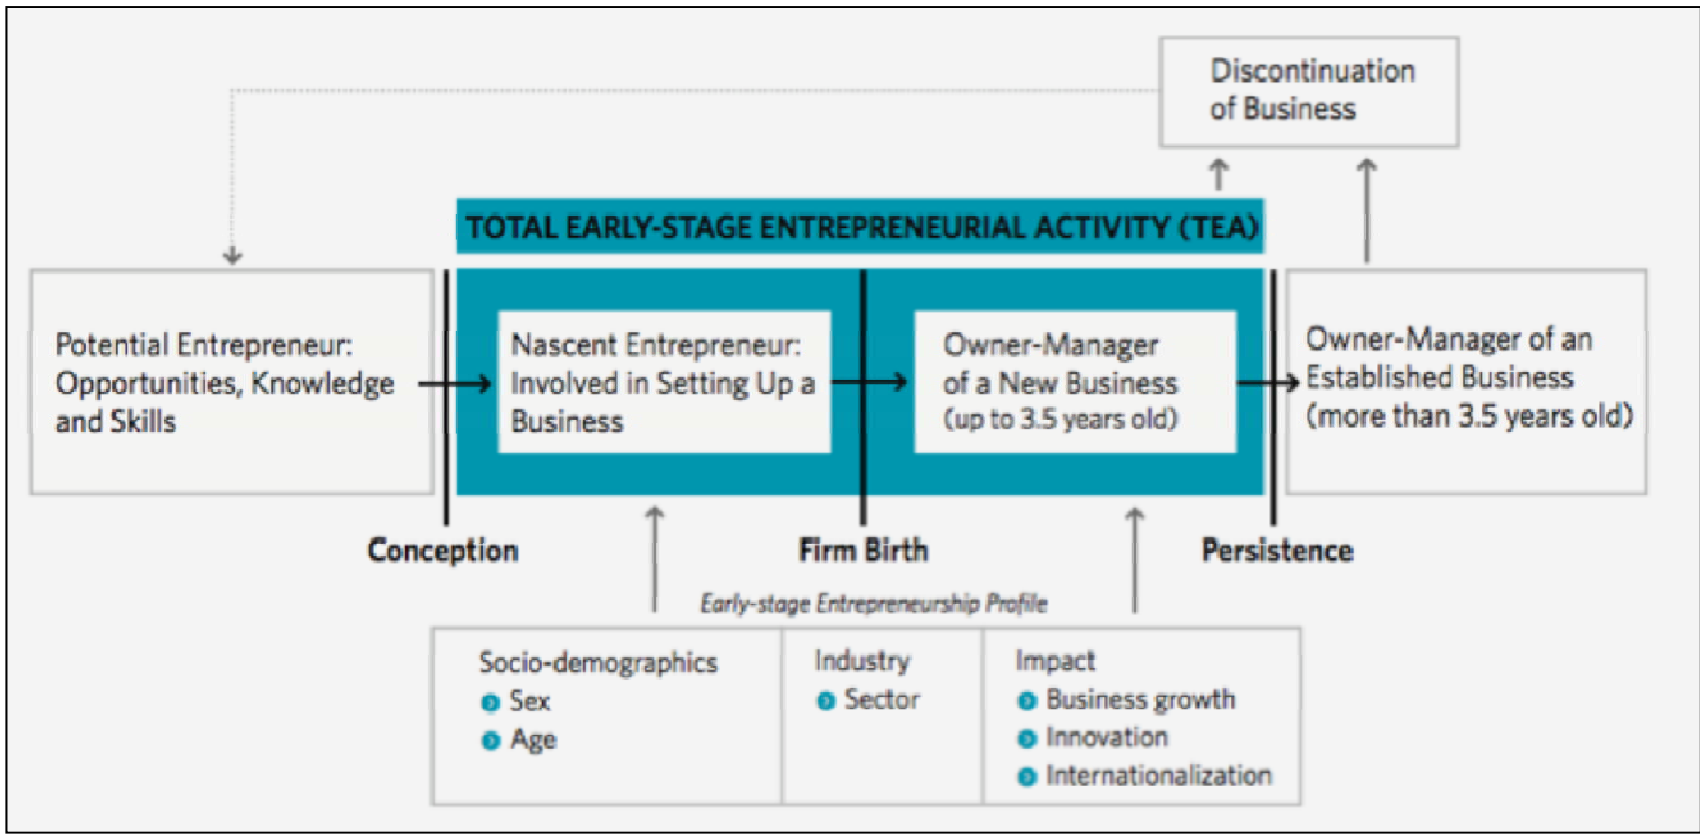 Discontinuation
of Business
TOTAL EARLY-STAGE ENTREPRENEURIAL ACTIVITY (TEA)
Potential Entrepreneur:
Opportunities, Knowledge
and Skills
Nascent Entrepreneur:
Involved in Setting Up a
Business
Owner-Manager
of a New Business
(up to 3.5 years old)
Owner-Manager of an
Established Business
(more than 3.5 years old)
Conception
Firm Birth
Persistence
Early-stage Entrepreneurship Profile
Socio-demographics
Sex
Age
Industry
Sector
Impact
Business growth
Innovation
Internationalization